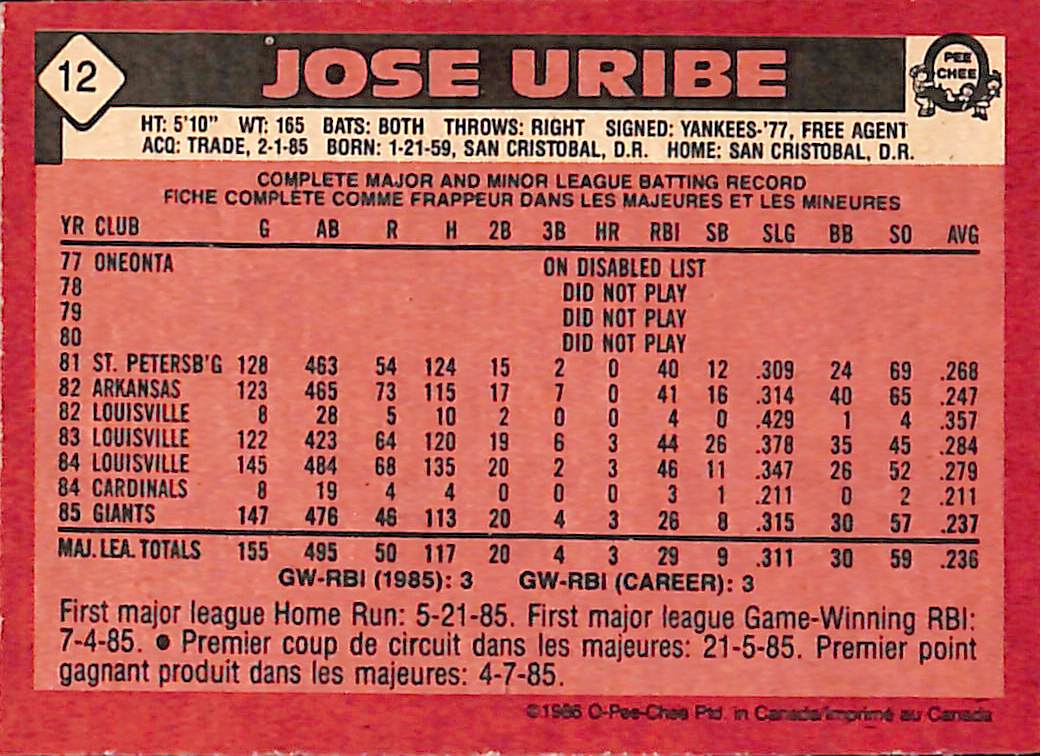 12
JOSE URIBE
PEE
CHEE
HT: 5'10" WT: 165 BATS: BOTH THROWS: RIGHT SIGNED: YANKEES-'77, FREE AGENT
ACQ: TRADE, 2-1-85 BORN: 1-21-59, SAN CRISTOBAL, D.R. HOME: SAN CRISTOBAL, D.R.
COMPLETE MAJOR AND MINOR LEAGUE BATTING RECORD
FICHE COMPLÈTE COMME FRAPPEUR DANS LES MAJEURES ET LES MINEURES
YR CLUB G AB R H 2B 3B HR RBI SB SLG BB SO AVG
77 ONEONTA ON DISABLED LIST
78 DID NOT PLAY
79 DID NOT PLAY
80 DID NOT PLAY
81 ST. PETERSB'G 128 463 54 124 15 2 0 40 12 .309 24 69 .268
82 ARKANSAS 123 465 73 115 17 7 0 41 16 .314 40 65 .247
82 LOUISVILLE 8 28 5 10 2 0 0 4 0 .429 1 4 .357
83 LOUISVILLE 122 423 64 120 19 6 3 44 26 .378 35 45 .284
84 LOUISVILLE 145 484 68 135 20 2 3 46 11 .347 26 52 .279
84 CARDINALS 8 19 4 4 0 0 0 3 1 .211 0 2 .211
85 GIANTS 147 476 46 113 20 4 3 26 8 .315 30 57 .237
MAJ. LEA. TOTALS 155 495 50 117 20 4 3 29 9 .311 30 59 .236
GW-RBI (1985): 3 GW-RBI (CAREER): 3
First major league Home Run: 5-21-85. First major league Game-Winning RBI:
7-4-85. ● Premier coup de circuit dans les majeures: 21-5-85. Premier point
gagnant produit dans les majeures: 4-7-85.
©1986 O-Pee-Chee Ptd. in Canada/Imprimé au Canada